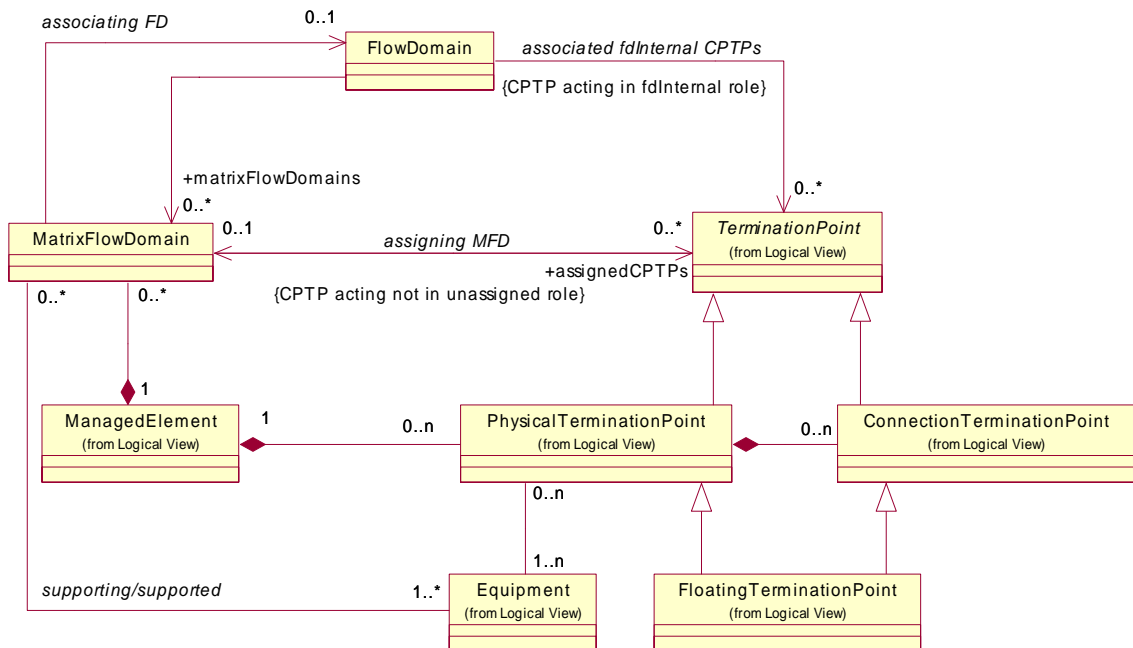 associating FD
0..1
FlowDomain
associated fdInternal CPTPs
{CPTP acting in fdInternal role}
+matrixFlowDomains
0..*
0..*
MatrixFlowDomain
0..1
assigning MFD
0..*
TerminationPoint
(from Logical View)
+assignedCPTPs
{CPTP acting not in unassigned role}
0..*
0..*
1
ManagedElement
(from Logical View)
1
0..n
PhysicalTerminationPoint
(from Logical View)
0..n
ConnectionTerminationPoint
(from Logical View)
0..n
1..n
supporting/supported
1..*
Equipment
(from Logical View)
FloatingTerminationPoint
(from Logical View)